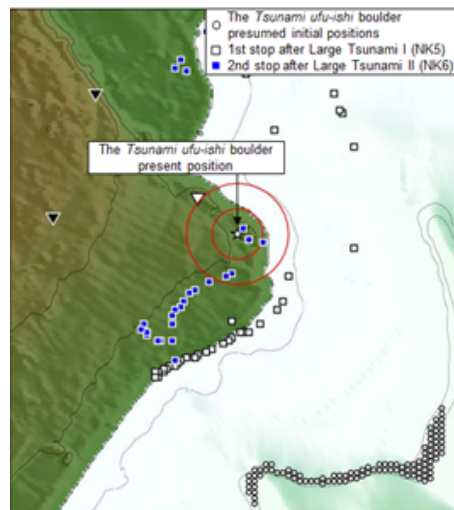 The Tsunami ufu-ishi boulder
presumed initial positions
1st stop after Large Tsunami I (NK5)
2nd stop after Large Tsunami II (NK6)
The Tsunami ufu-ishi boulder
present position